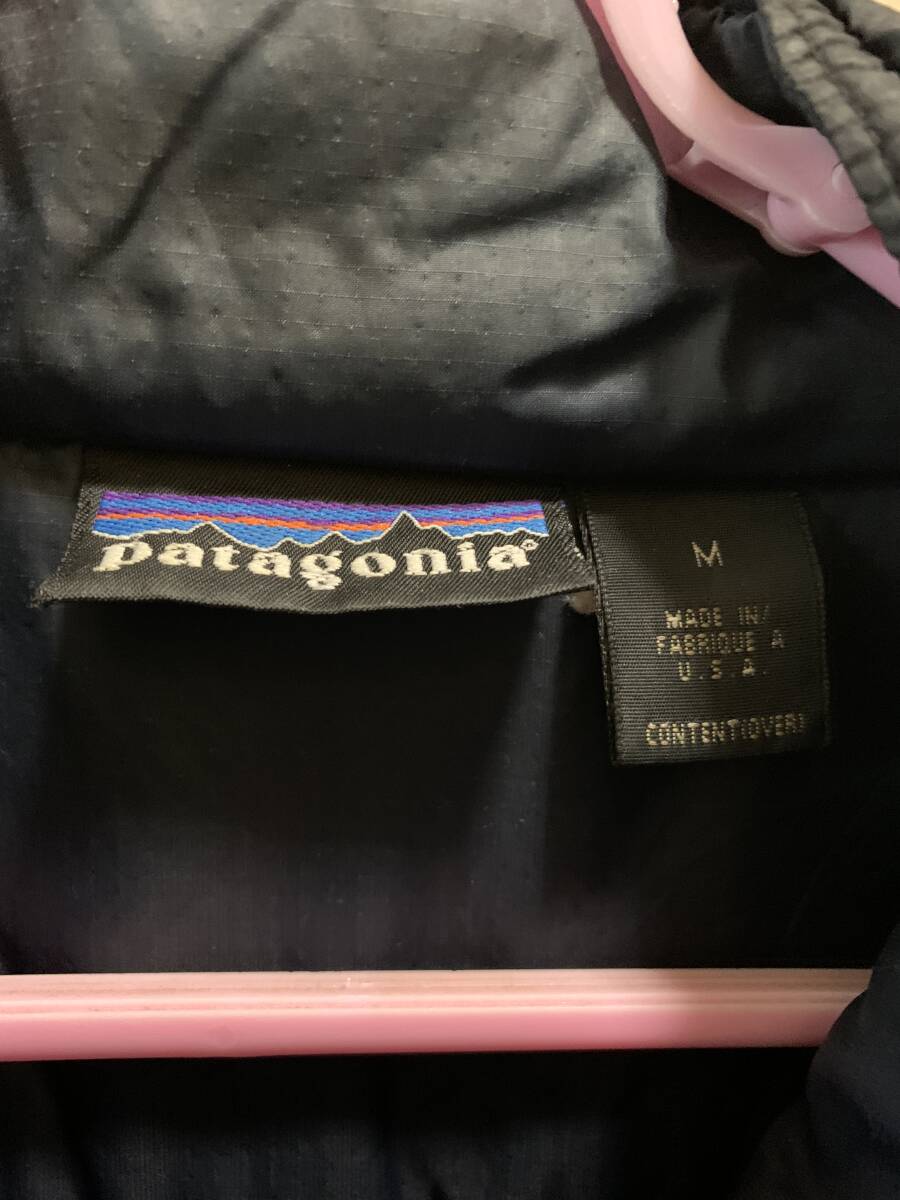 patagonia®
M
MADE IN/
FABRIQUE A
U.S.A.
CONTENT(OVER)